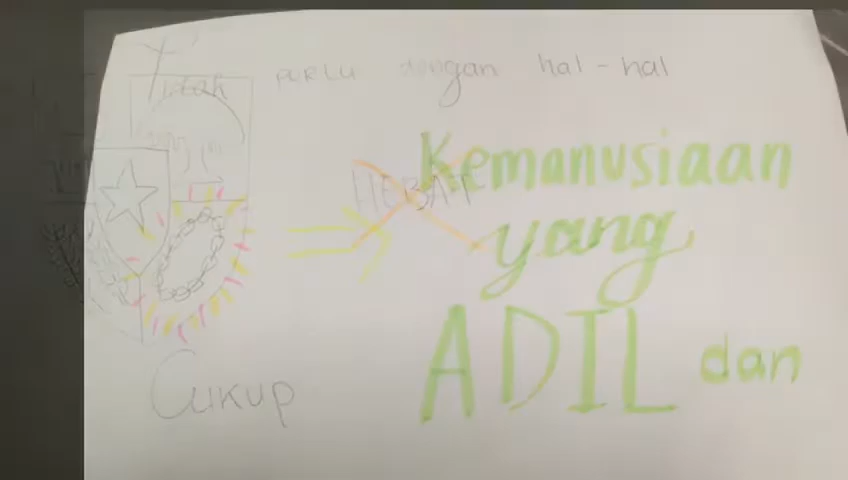 Tidak PERLU dengan hal-hal
HEBAT
Kemanusiaan
yang
ADIL dan
Cukup